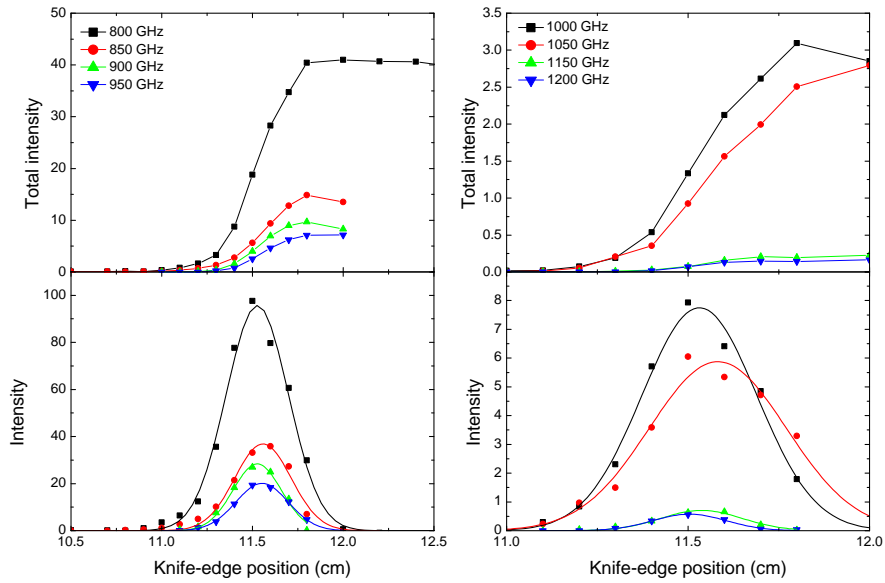 800 GHz
850 GHz
900 GHz
950 GHz
Total intensity
50
40
30
20
10
0
1000 GHz
1050 GHz
1150 GHz
1200 GHz
Total intensity
3.5
3.0
2.5
2.0
1.5
1.0
0.5
0.0
Intensity
100
80
60
40
20
0
10.5 11.0 11.5 12.0 12.5
Knife-edge position (cm)
Intensity
8
7
6
5
4
3
2
1
0
11.0 11.5 12.0
Knife-edge position (cm)